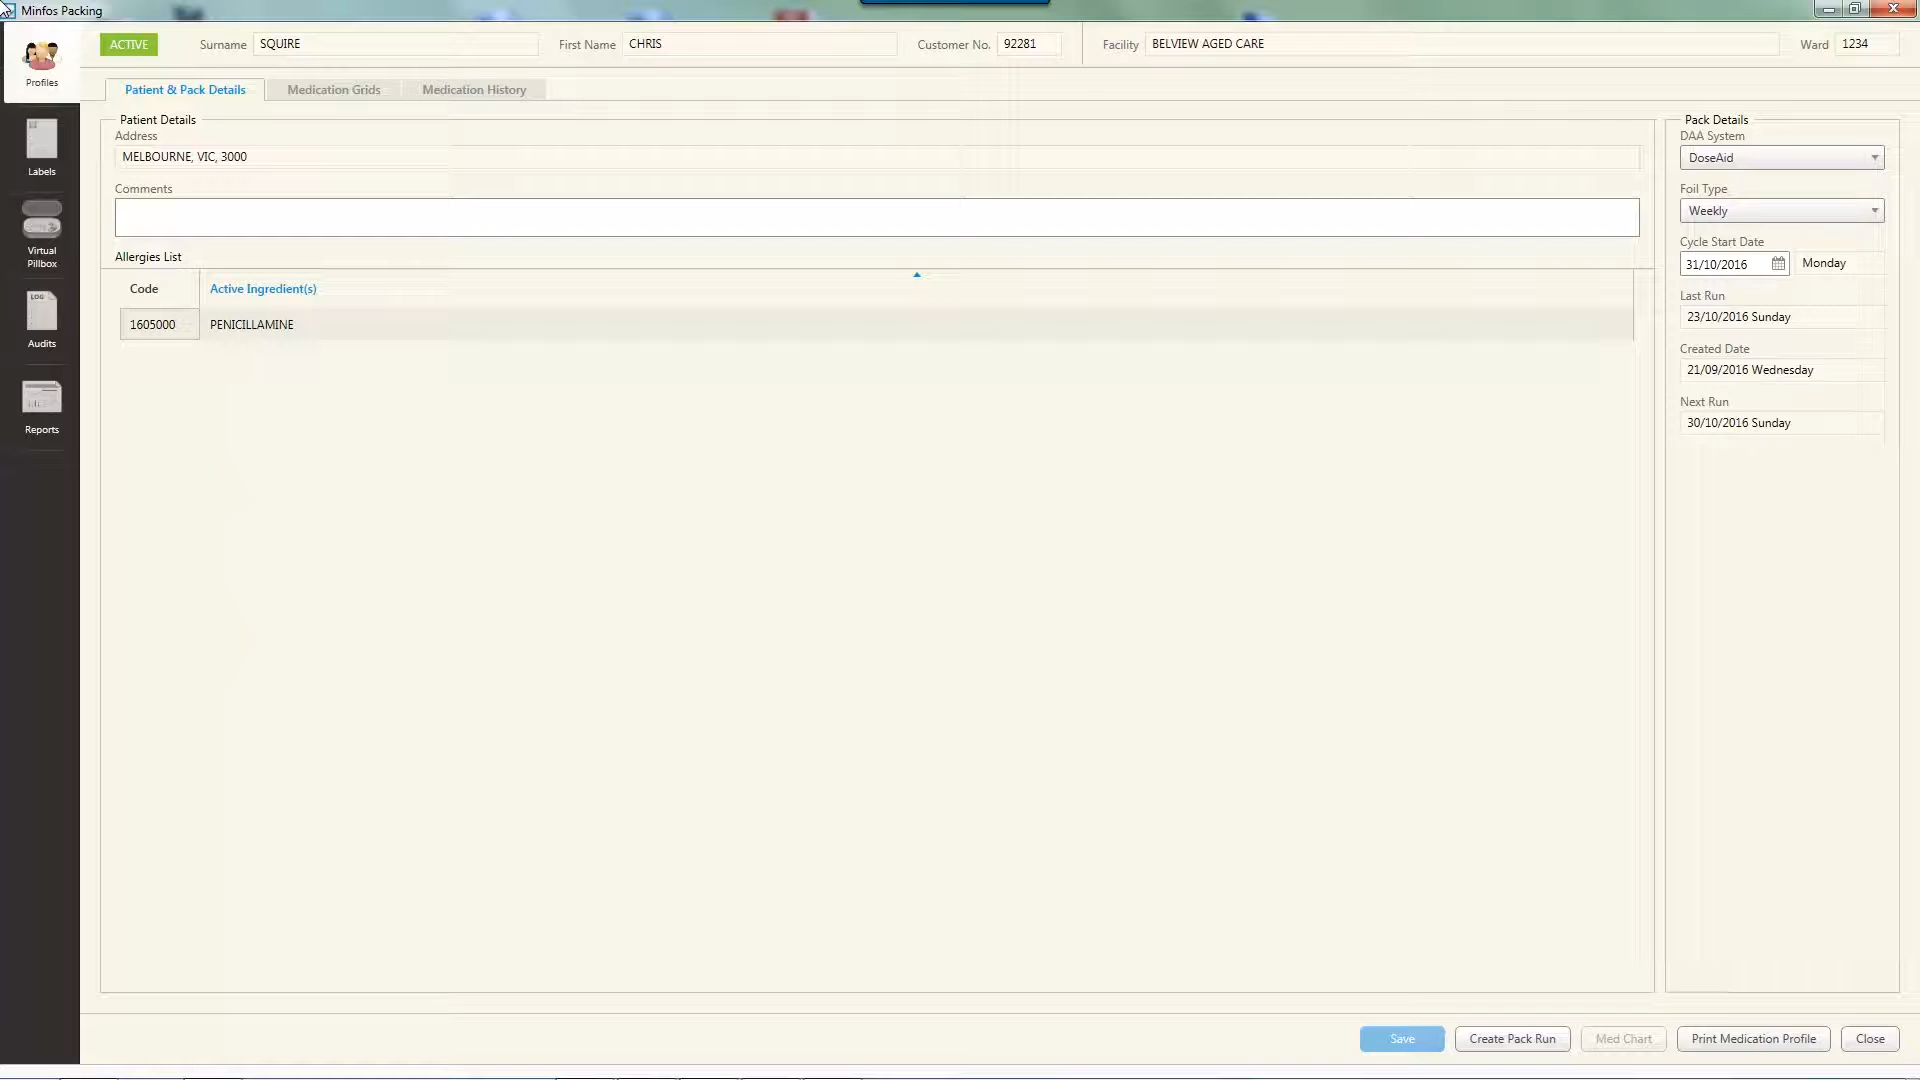 Minfos Packing
Profiles
ACTIVE
Surname SQUIRE First Name CHRIS Customer No. 92281 Facility BELVIEW AGED CARE Ward 1234
Patient & Pack Details Medication Grids Medication History
Patient Details
Address
MELBOURNE, VIC, 3000
Comments
Allergies List
Code Active Ingredient(s)
1605000 PENICILLAMINE
Pack Details
DAA System
DoseAid
Foil Type
Weekly
Cycle Start Date
31/10/2016 Monday
Last Run
23/10/2016 Sunday
Created Date
21/09/2016 Wednesday
Next Run
30/10/2016 Sunday
Labels
Virtual
Pillbox
LOG
Audits
Reports
Save Create Pack Run Med Chart Print Medication Profile Close